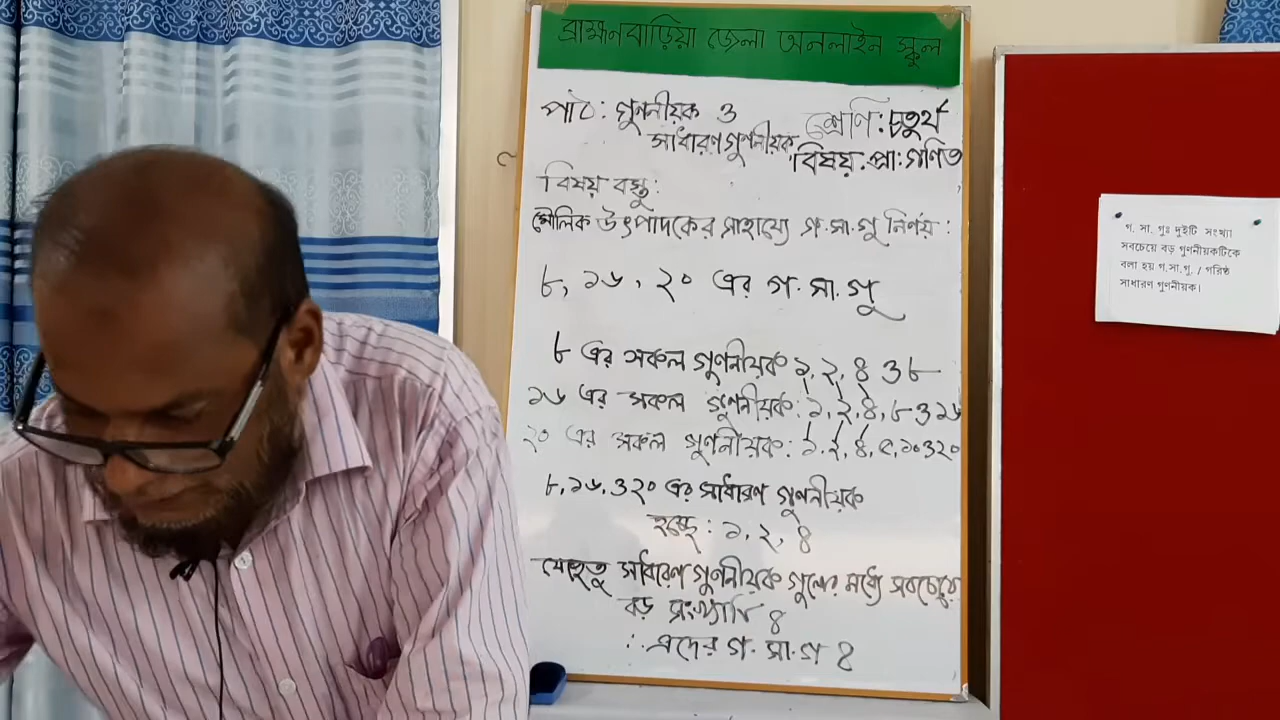 ব্রাহ্মনবাড়িয়া জেলা অনলাইন স্কুল
পাঠ: গুণনীয়ক ও
সাধারণ গুণনীয়ক
শ্রেণি: চতুর্থ
বিষয়: প্রা: গণিত
বিষয় বস্তু:
মৌলিক উৎপাদকের সাহায্যে গ.সা.গু নির্ণয়:
৮, ১৬, ২০ এর গ.সা.গু
৮ এর সকল গুণনীয়ক ১, ২, ৪ ও ৮
১৬ এর সকল গুণনীয়ক: ১, ২, ৪, ৮ ও ১৬
২০ এর সকল গুণনীয়ক: ১, ২, ৪, ৫, ১০ ও ২০
৮, ১৬, ও ২০ এর সাধারণ গুণনীয়ক
হচ্ছে: ১, ২, ৪
যেহেতু সাধারণ গুণনীয়ক গুলোর মধ্যে সবচেয়ে
বড় সংখ্যাটি ৪
∴ এদের গ.সা.গ ৪
গ. সা. গুঃ দুইটি সংখ্যা
সবচেয়ে বড় গুণনীয়কটিকে
বলা হয় গ.সা.গু. / গরিষ্ঠ
সাধারণ গুণনীয়ক।